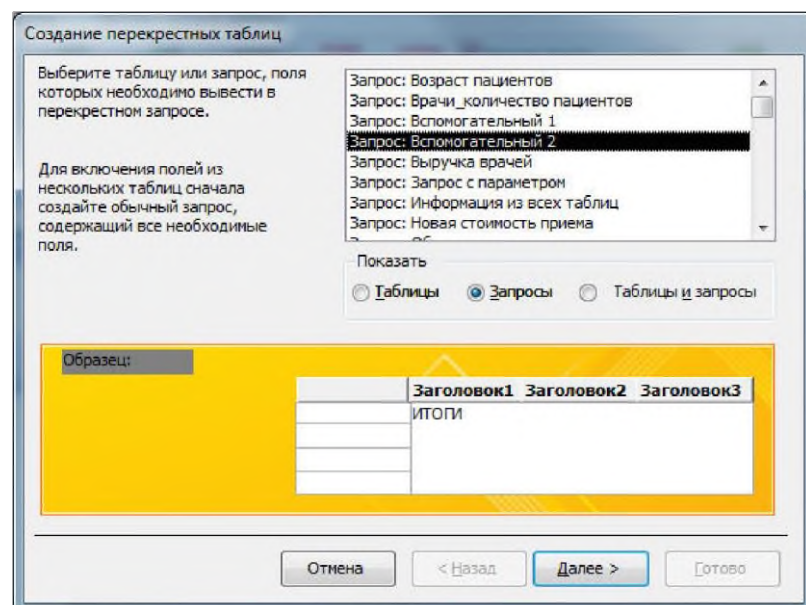 Создание перекрестных таблиц
Выберите таблицу или запрос, поля
которых необходимо вывести в
перекрестном запросе.
Для включения полей из
нескольких таблиц сначала
создайте обычный запрос,
содержащий все необходимые
поля.
Запрос: Возраст пациентов
Запрос: Врачи_количество пациентов
Запрос: Вспомогательный 1
Запрос: Вспомогательный 2
Запрос: Выручка врачей
Запрос: Запрос с параметром
Запрос: Информация из всех таблиц
Запрос: Новая стоимость приема
Показать
Таблицы Запросы Таблицы и запросы
Образец:
Заголовок1 Заголовок2 Заголовок3
ИТОГИ
Отмена < Назад Далее > Готово